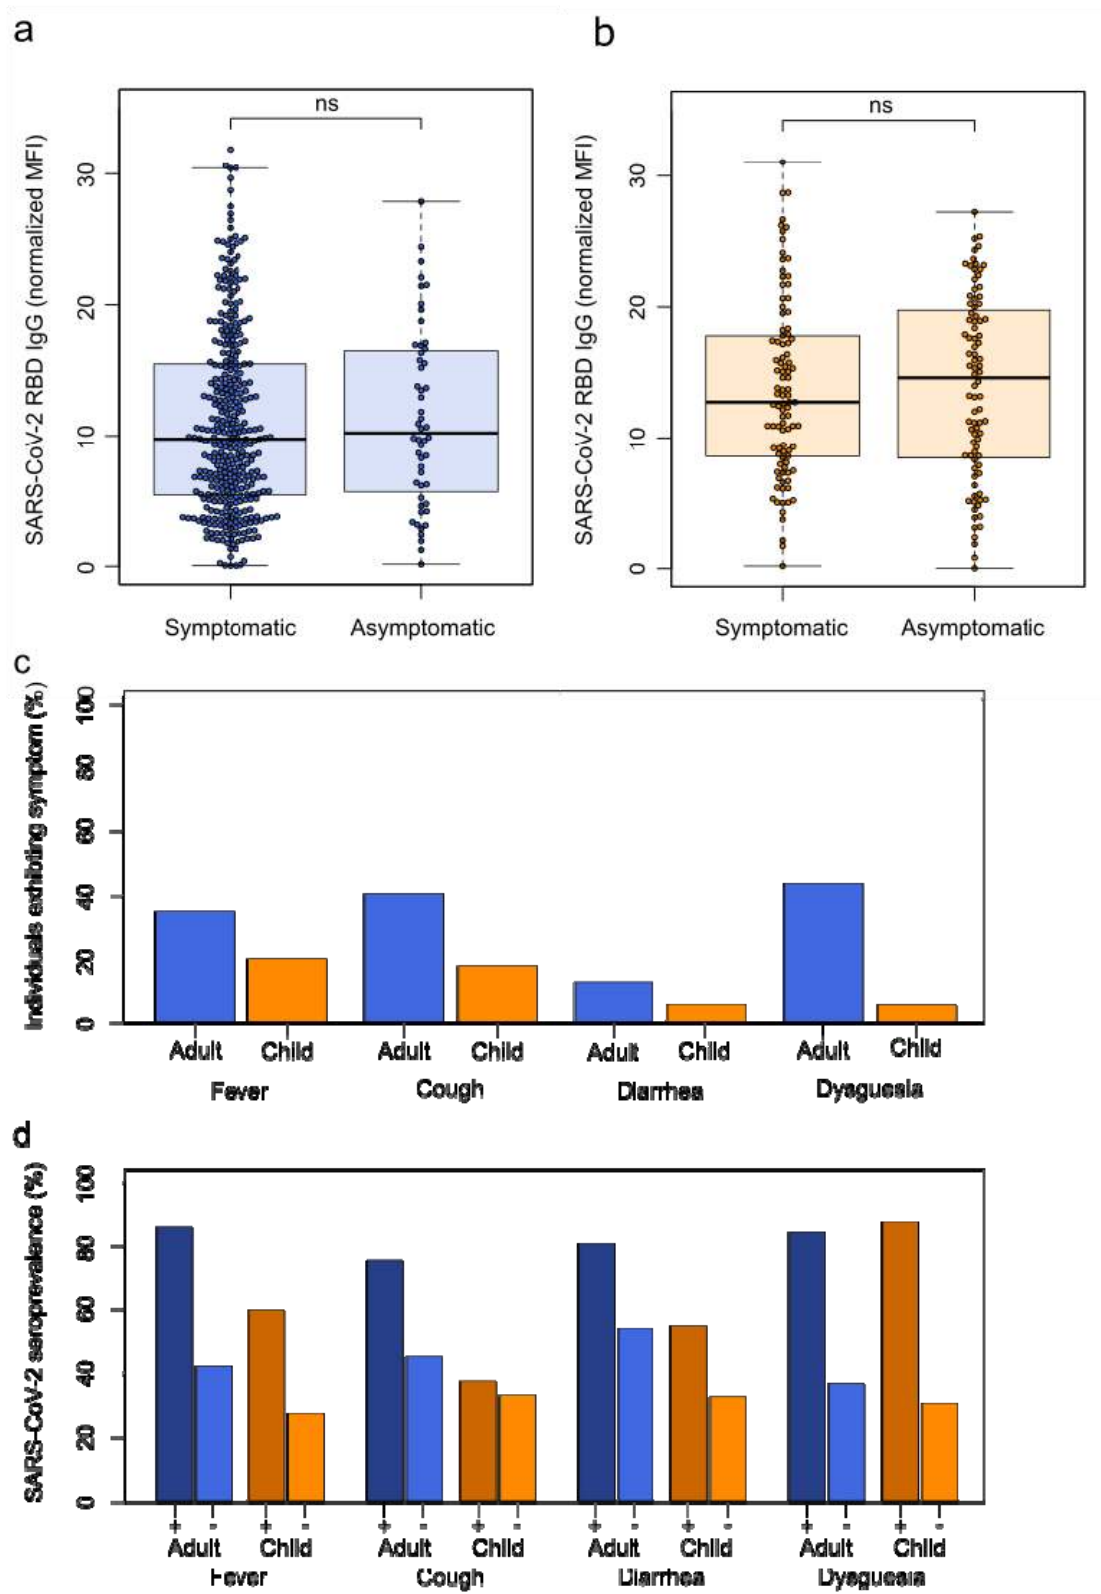 a
b
SARS-CoV-2 RBD IgG (normalized MFI)
30
20
10
0
ns
Symptomatic
Asymptomatic
SARS-CoV-2 RBD IgG (normalized MFI)
30
20
10
0
ns
Symptomatic
Asymptomatic
c
Individuals exhibiting symptom (%)
100
80
60
40
20
0
Adult Child Adult Child Adult Child Adult Child
Fever Cough Diarrhea Dysguesia
d
SARS-CoV-2 seroprevalence (%)
100
80
60
40
20
0
+ - + - + - + - + - + - + - + -
Adult Child Adult Child Adult Child Adult Child
Fever Cough Diarrhea Dysguesia